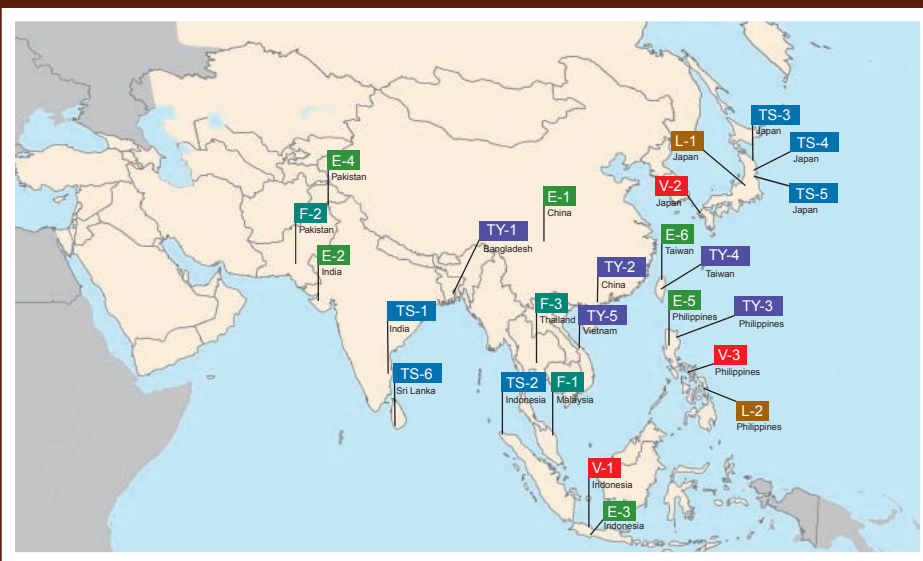 TS-3
Japan
L-1
Japan
TS-4
Japan
E-4
Pakistan
V-2
Japan
TS-5
Japan
E-1
China
F-2
Pakistan
TY-1
Bangladesh
E-6
Taiwan
E-2
India
TY-4
Taiwan
TY-2
China
TS-1
India
F-3
Thailand
E-5
Philippines
TY-3
Philippines
TY-5
Vietnam
V-3
Philippines
TS-6
Sri Lanka
TS-2
Indonesia
F-1
Malaysia
L-2
Philippines
V-1
Indonesia
E-3
Indonesia